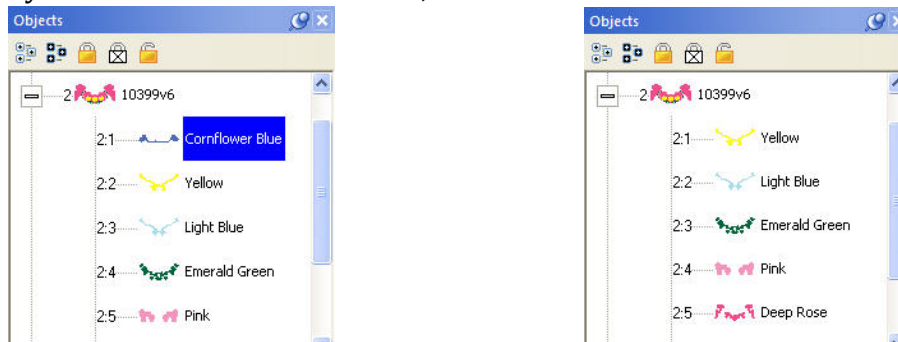 Objects
2 10399v6
2:1 Cornflower Blue
2:2 Yellow
2:3 Light Blue
2:4 Emerald Green
2:5 Pink
Objects
2 10399v6
2:1 Yellow
2:2 Light Blue
2:3 Emerald Green
2:4 Pink
2:5 Deep Rose